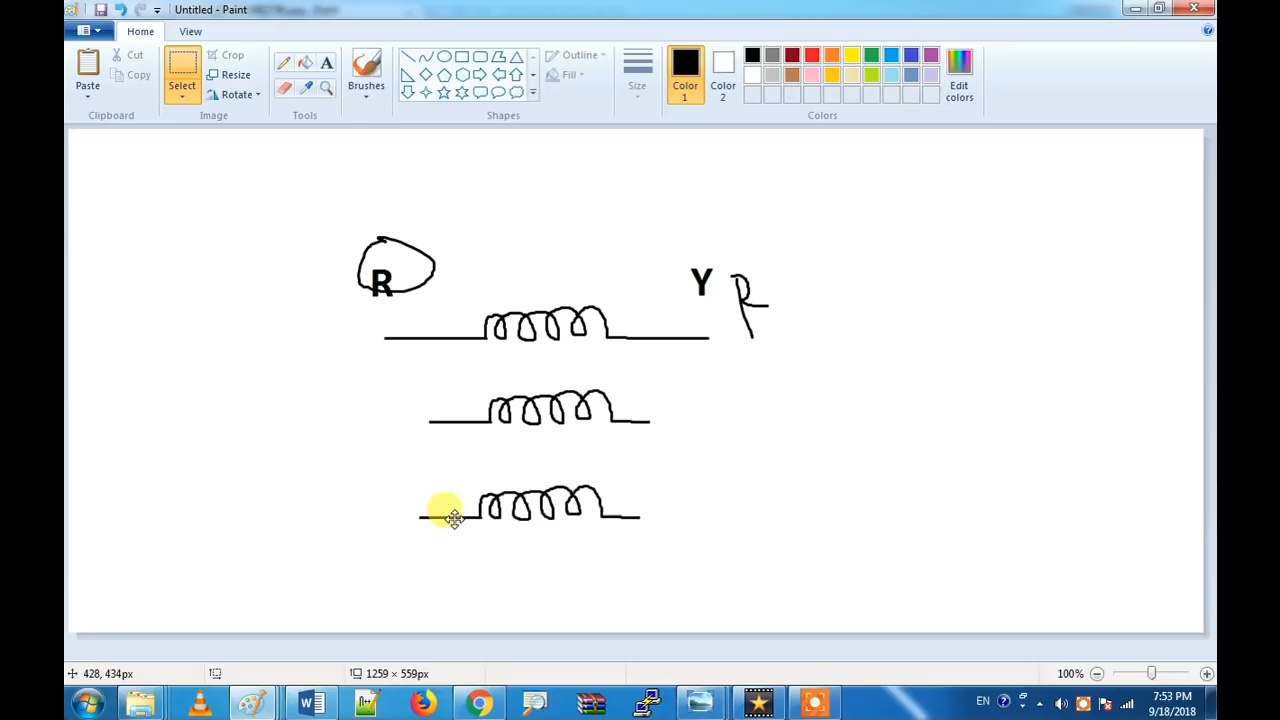 Untitled - Paint
Home View
Paste
Cut
Copy
Select
Crop
Resize
Rotate
A
Brushes
Outline
Fill
Size
Color 1
Color 2
Edit colors
Clipboard Image Tools Shapes Colors
R Y R
428, 434px 1259 × 559px 100%
EN 7:53 PM
9/18/2018